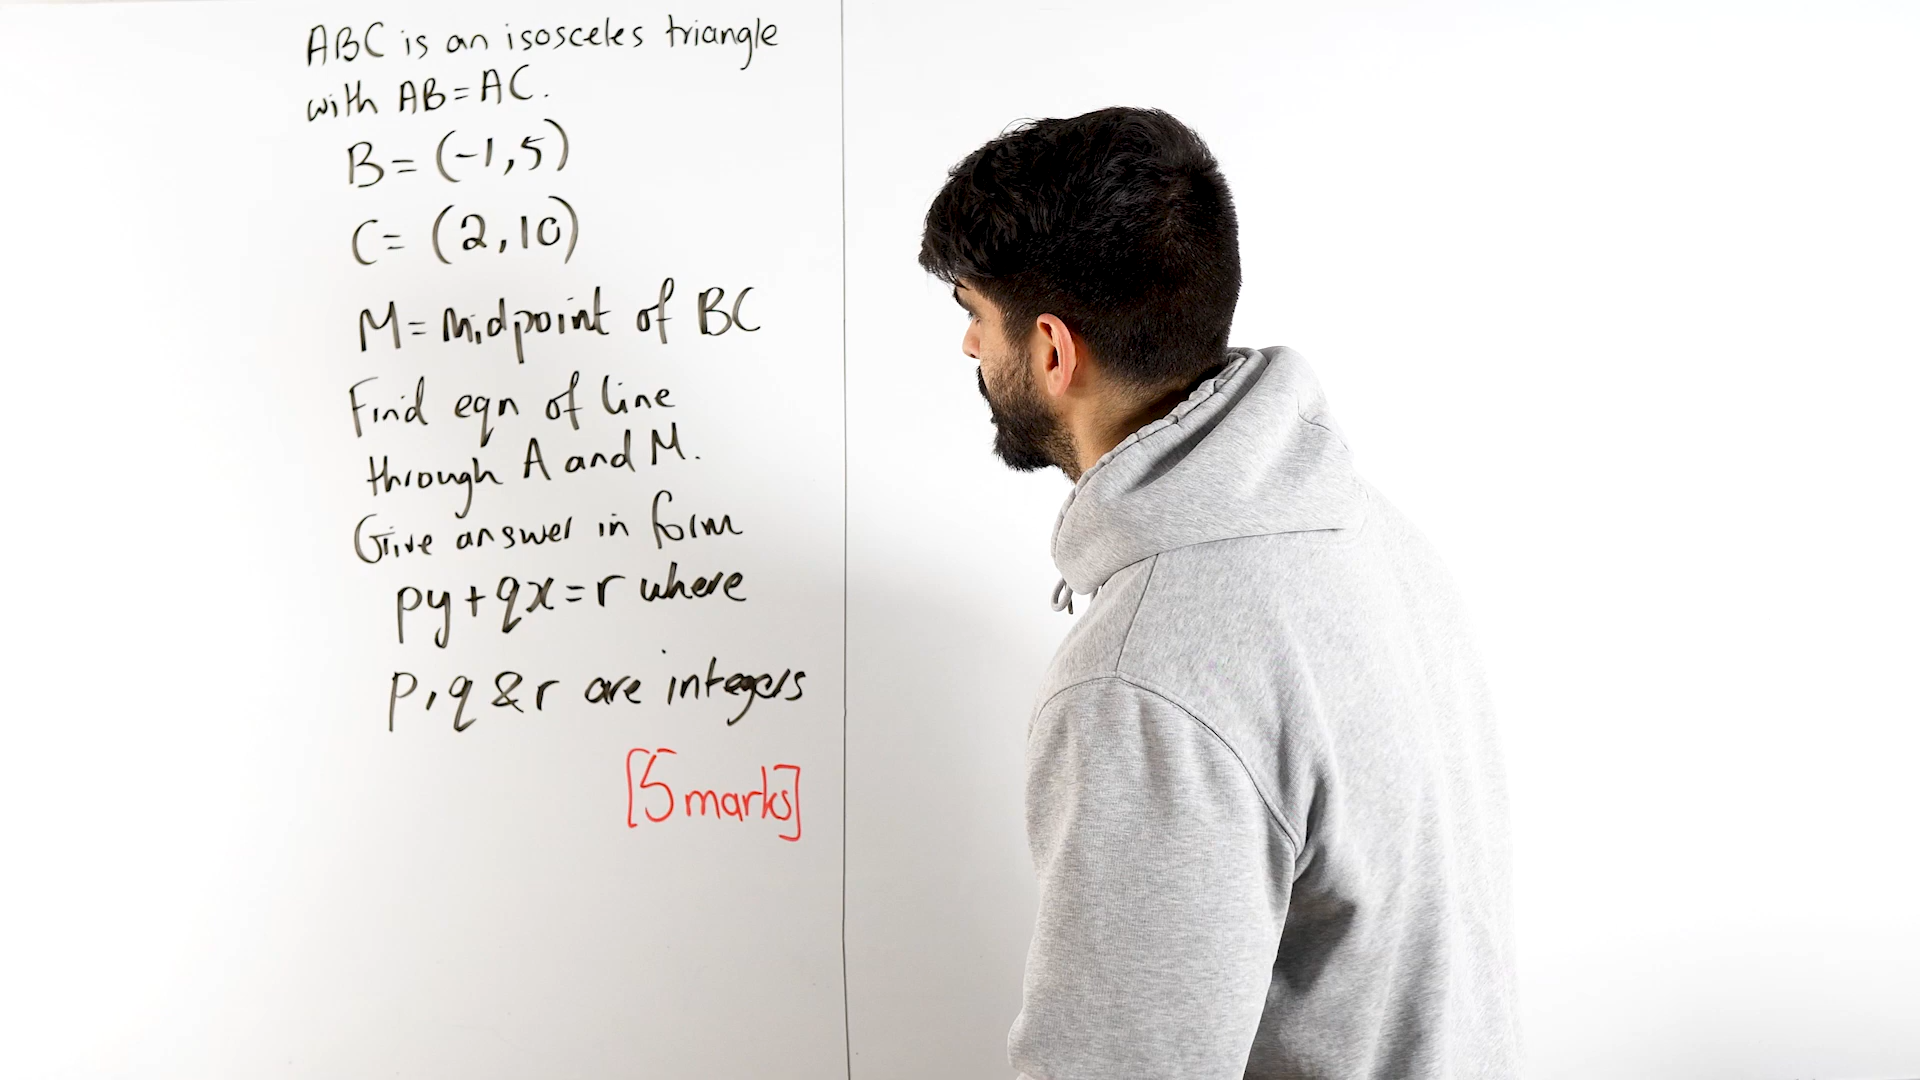 ABC is an isosceles triangle
with AB=AC.
B=(-1,5)
C=(2,10)
M=Midpoint of BC
Find eqn of line
through A and M.
Give answer in form
py+qx=r where
p,q & r are integers
[5 marks]